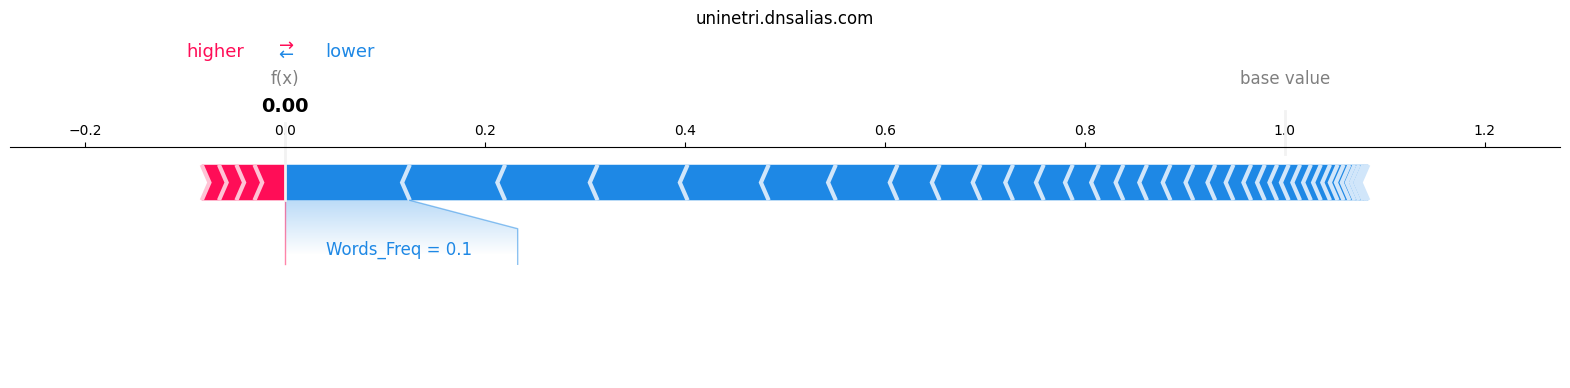 uninetri.dnsalias.com
higher ⇄ lower
f(x) base value
0.00
−0.2 0.0 0.2 0.4 0.6 0.8 1.0 1.2
Words_Freq = 0.1